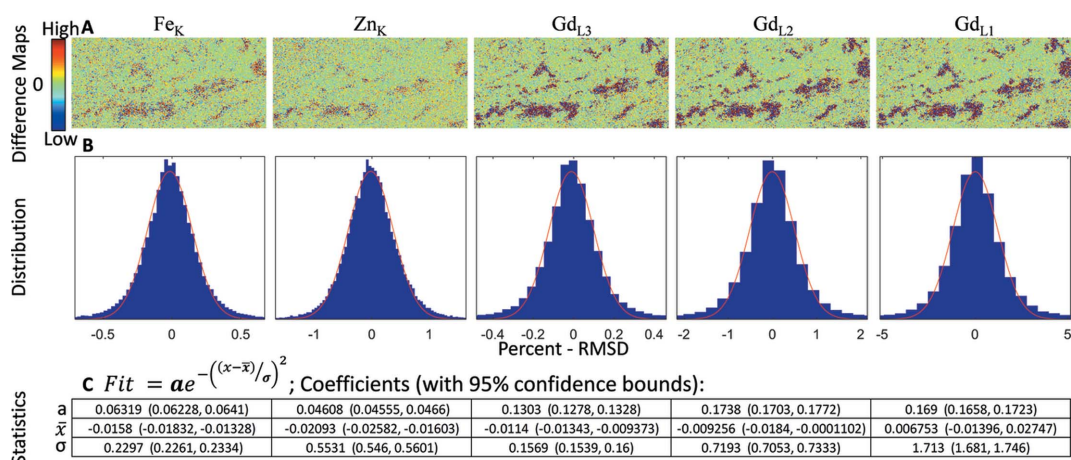 High A Fe_K Zn_K Gd_L3 Gd_L2 Gd_L1
Difference Maps
0
Low B
Distribution
-0.5 0 0.5 -1 0 1 -0.4 -0.2 0 0.2 0.4 -2 -1 0 1 2 -5 0 5
Percent - RMSD
C Fit = ae^-((x-x̅)/σ)^2 ; Coefficients (with 95% confidence bounds):
Statistics
a 0.06319 (0.06228, 0.0641) 0.04608 (0.04555, 0.0466) 0.1303 (0.1278, 0.1328) 0.1738 (0.1703, 0.1772) 0.169 (0.1658, 0.1723)
x̅ -0.0158 (-0.01832, -0.01328) -0.02093 (-0.02582, -0.01603) -0.0114 (-0.01343, -0.009373) -0.009256 (-0.0184, -0.0001102) 0.006753 (-0.01396, 0.02747)
σ 0.2297 (0.2261, 0.2334) 0.5531 (0.546, 0.5601) 0.1569 (0.1539, 0.16) 0.7193 (0.7053, 0.7333) 1.713 (1.681, 1.746)